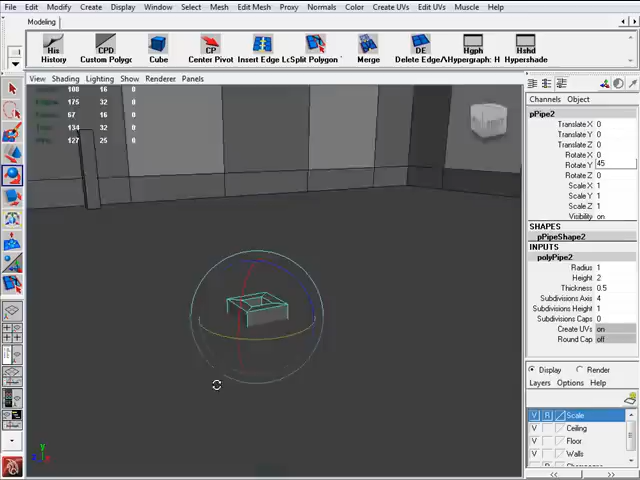 File Edit Modify Create Display Window Select Mesh Edit Mesh Proxy Normals Color Create UVs Edit UVs Muscle Help
Modeling
His CPD CP DE Hgph Hshd
History Custom Polygo Cube Center Pivot Insert Edge Lo Split Polygon Merge Delete Edge/ Hypergraph: H Hypershade
View Shading Lighting Show Renderer Panels
Channels Object
pPipe2
Translate X 0
Translate Y 0
Translate Z 0
Rotate X 0
Rotate Y 45
Rotate Z 0
Scale X 1
Scale Y 1
Scale Z 1
Visibility on
SHAPES
pPipeShape2
INPUTS
polyPipe2
Radius 1
Height 2
Thickness 0.5
Subdivisions Axis 4
Subdivisions Height 1
Subdivisions Caps 0
Create UVs on
Round Cap off
Display Render
Layers Options Help
V R Scale
V Ceiling
V Floor
V Walls
108 16 0
175 32 0
67 16 0
134 32 0
127 25 0
y
z x